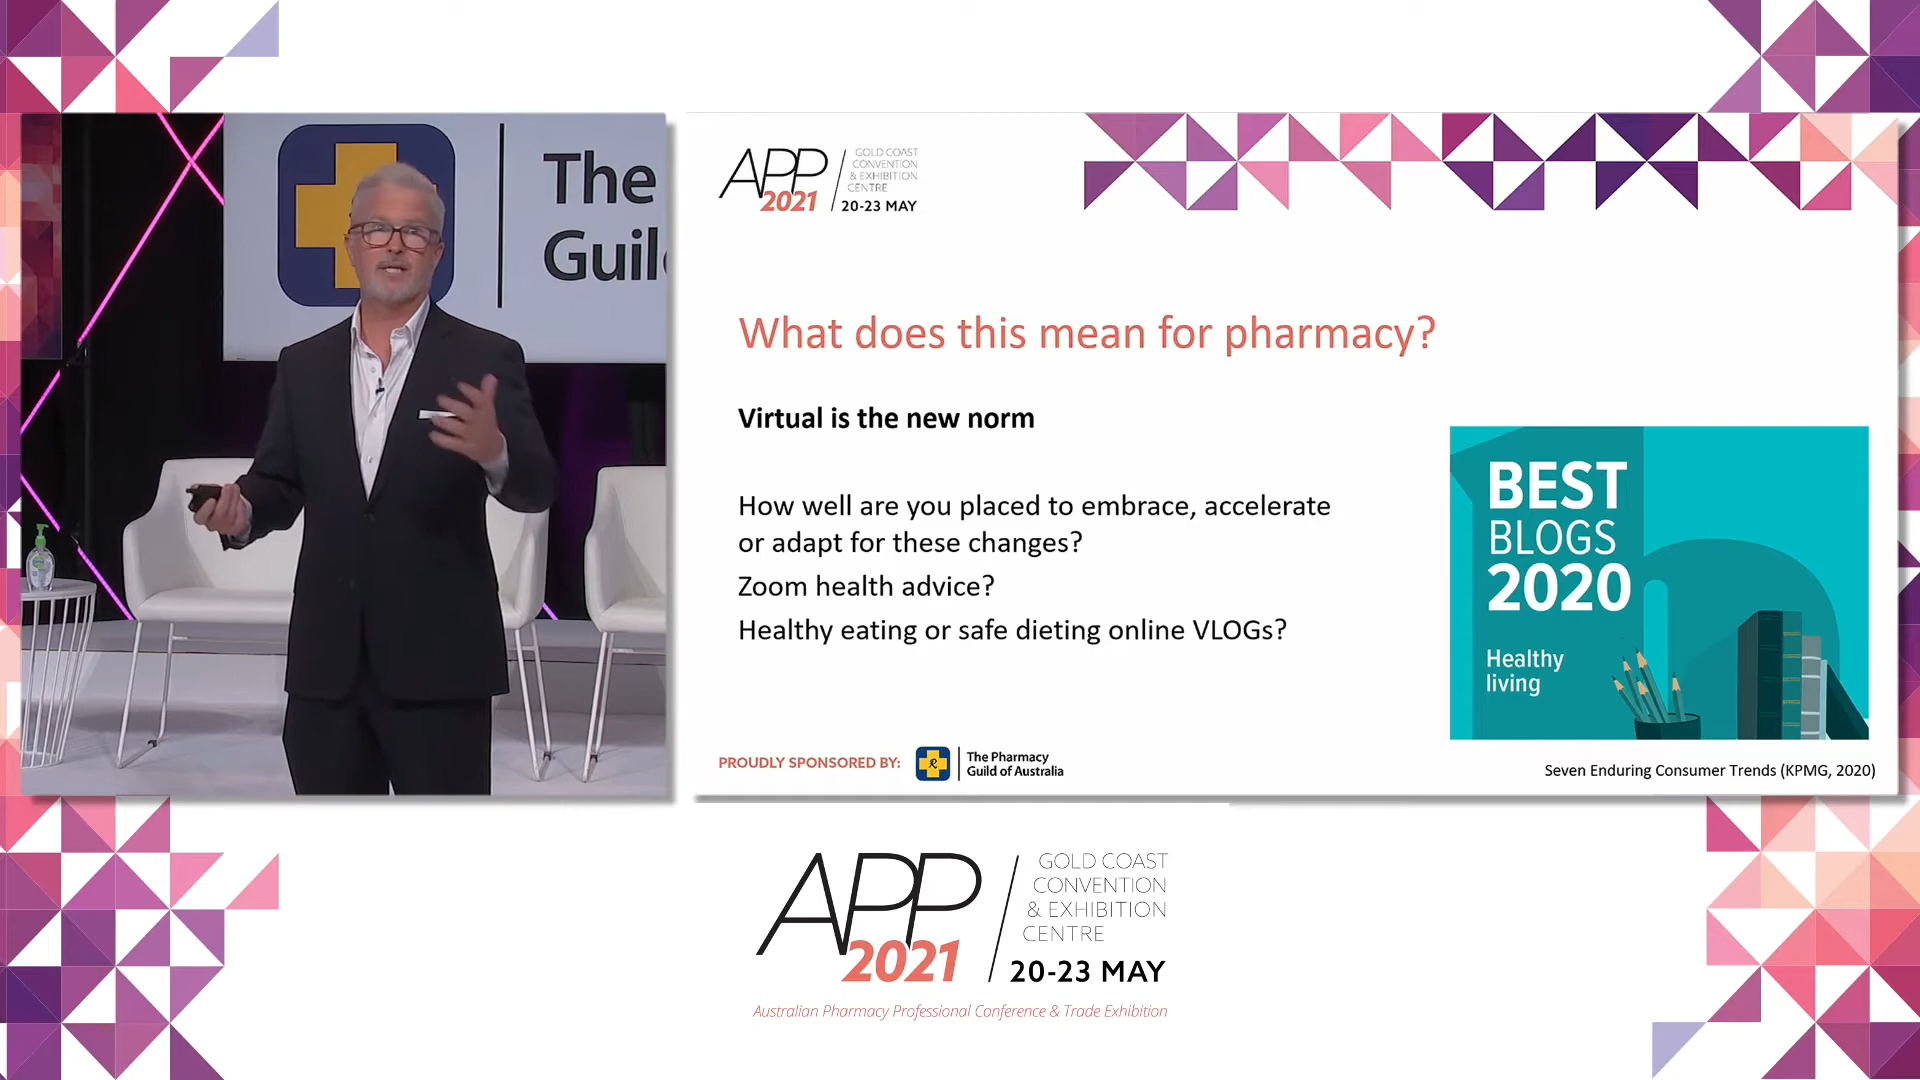 The
Guil
APP
2021
GOLD COAST
CONVENTION
& EXHIBITION
CENTRE
20-23 MAY
What does this mean for pharmacy?
Virtual is the new norm
How well are you placed to embrace, accelerate
or adapt for these changes?
Zoom health advice?
Healthy eating or safe dieting online VLOGs?
BEST
BLOGS
2020
Healthy
living
PROUDLY SPONSORED BY:
The Pharmacy
Guild of Australia
Seven Enduring Consumer Trends (KPMG, 2020)
APP
2021
GOLD COAST
CONVENTION
& EXHIBITION
CENTRE
20-23 MAY
Australian Pharmacy Professional Conference & Trade Exhibition